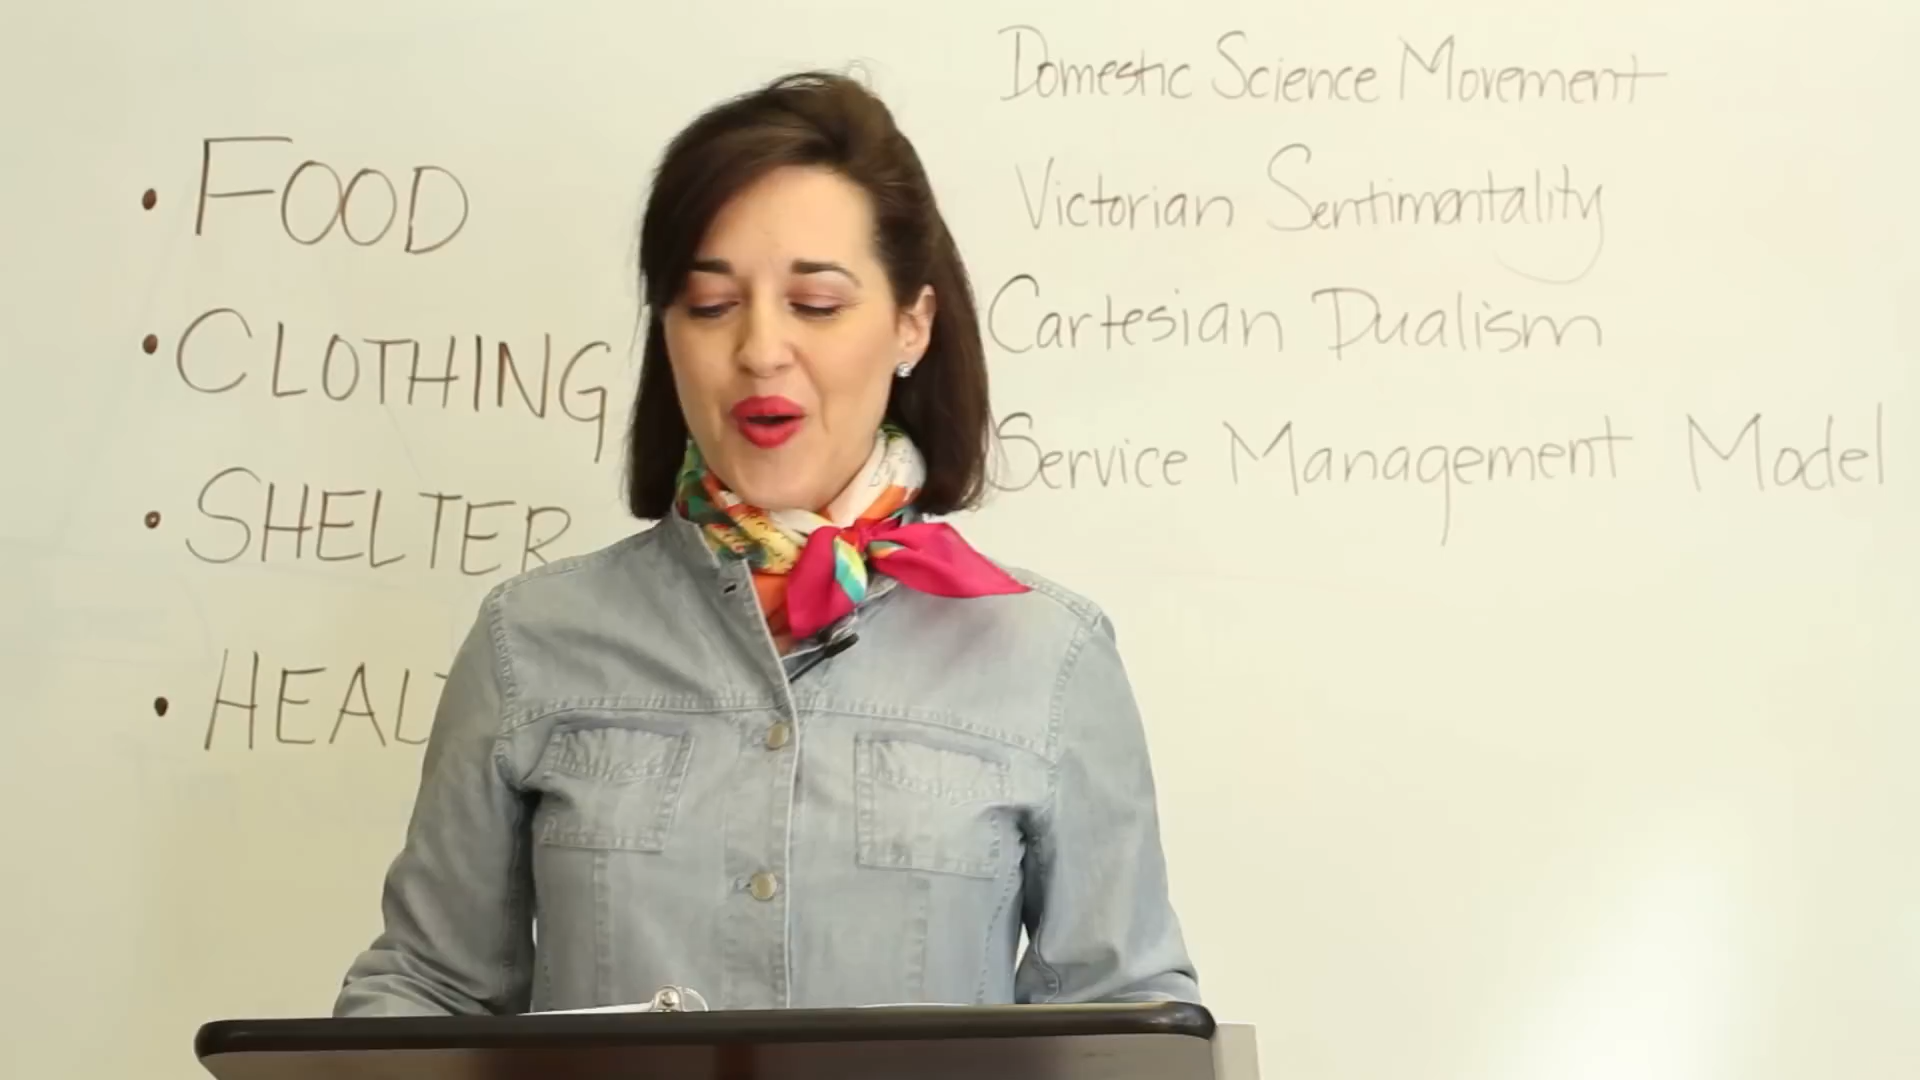 • FOOD
• CLOTHING
• SHELTER
• HEAL
Domestic Science Movement
Victorian Sentimentality
Cartesian Dualism
Service Management Model